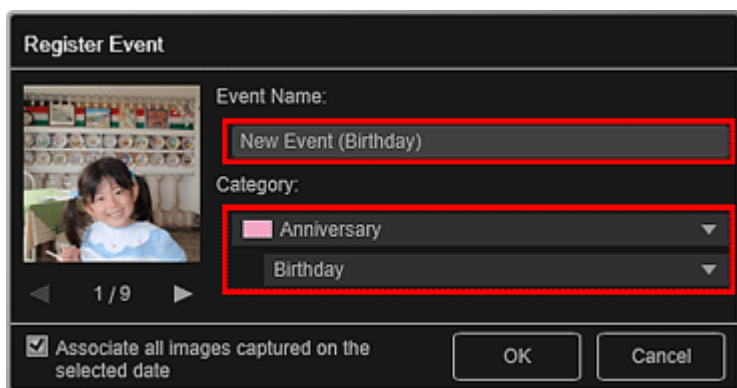 Register Event
Event Name:
New Event (Birthday)
Category:
Anniversary
Birthday
1/9
Associate all images captured on the
selected date
OK
Cancel